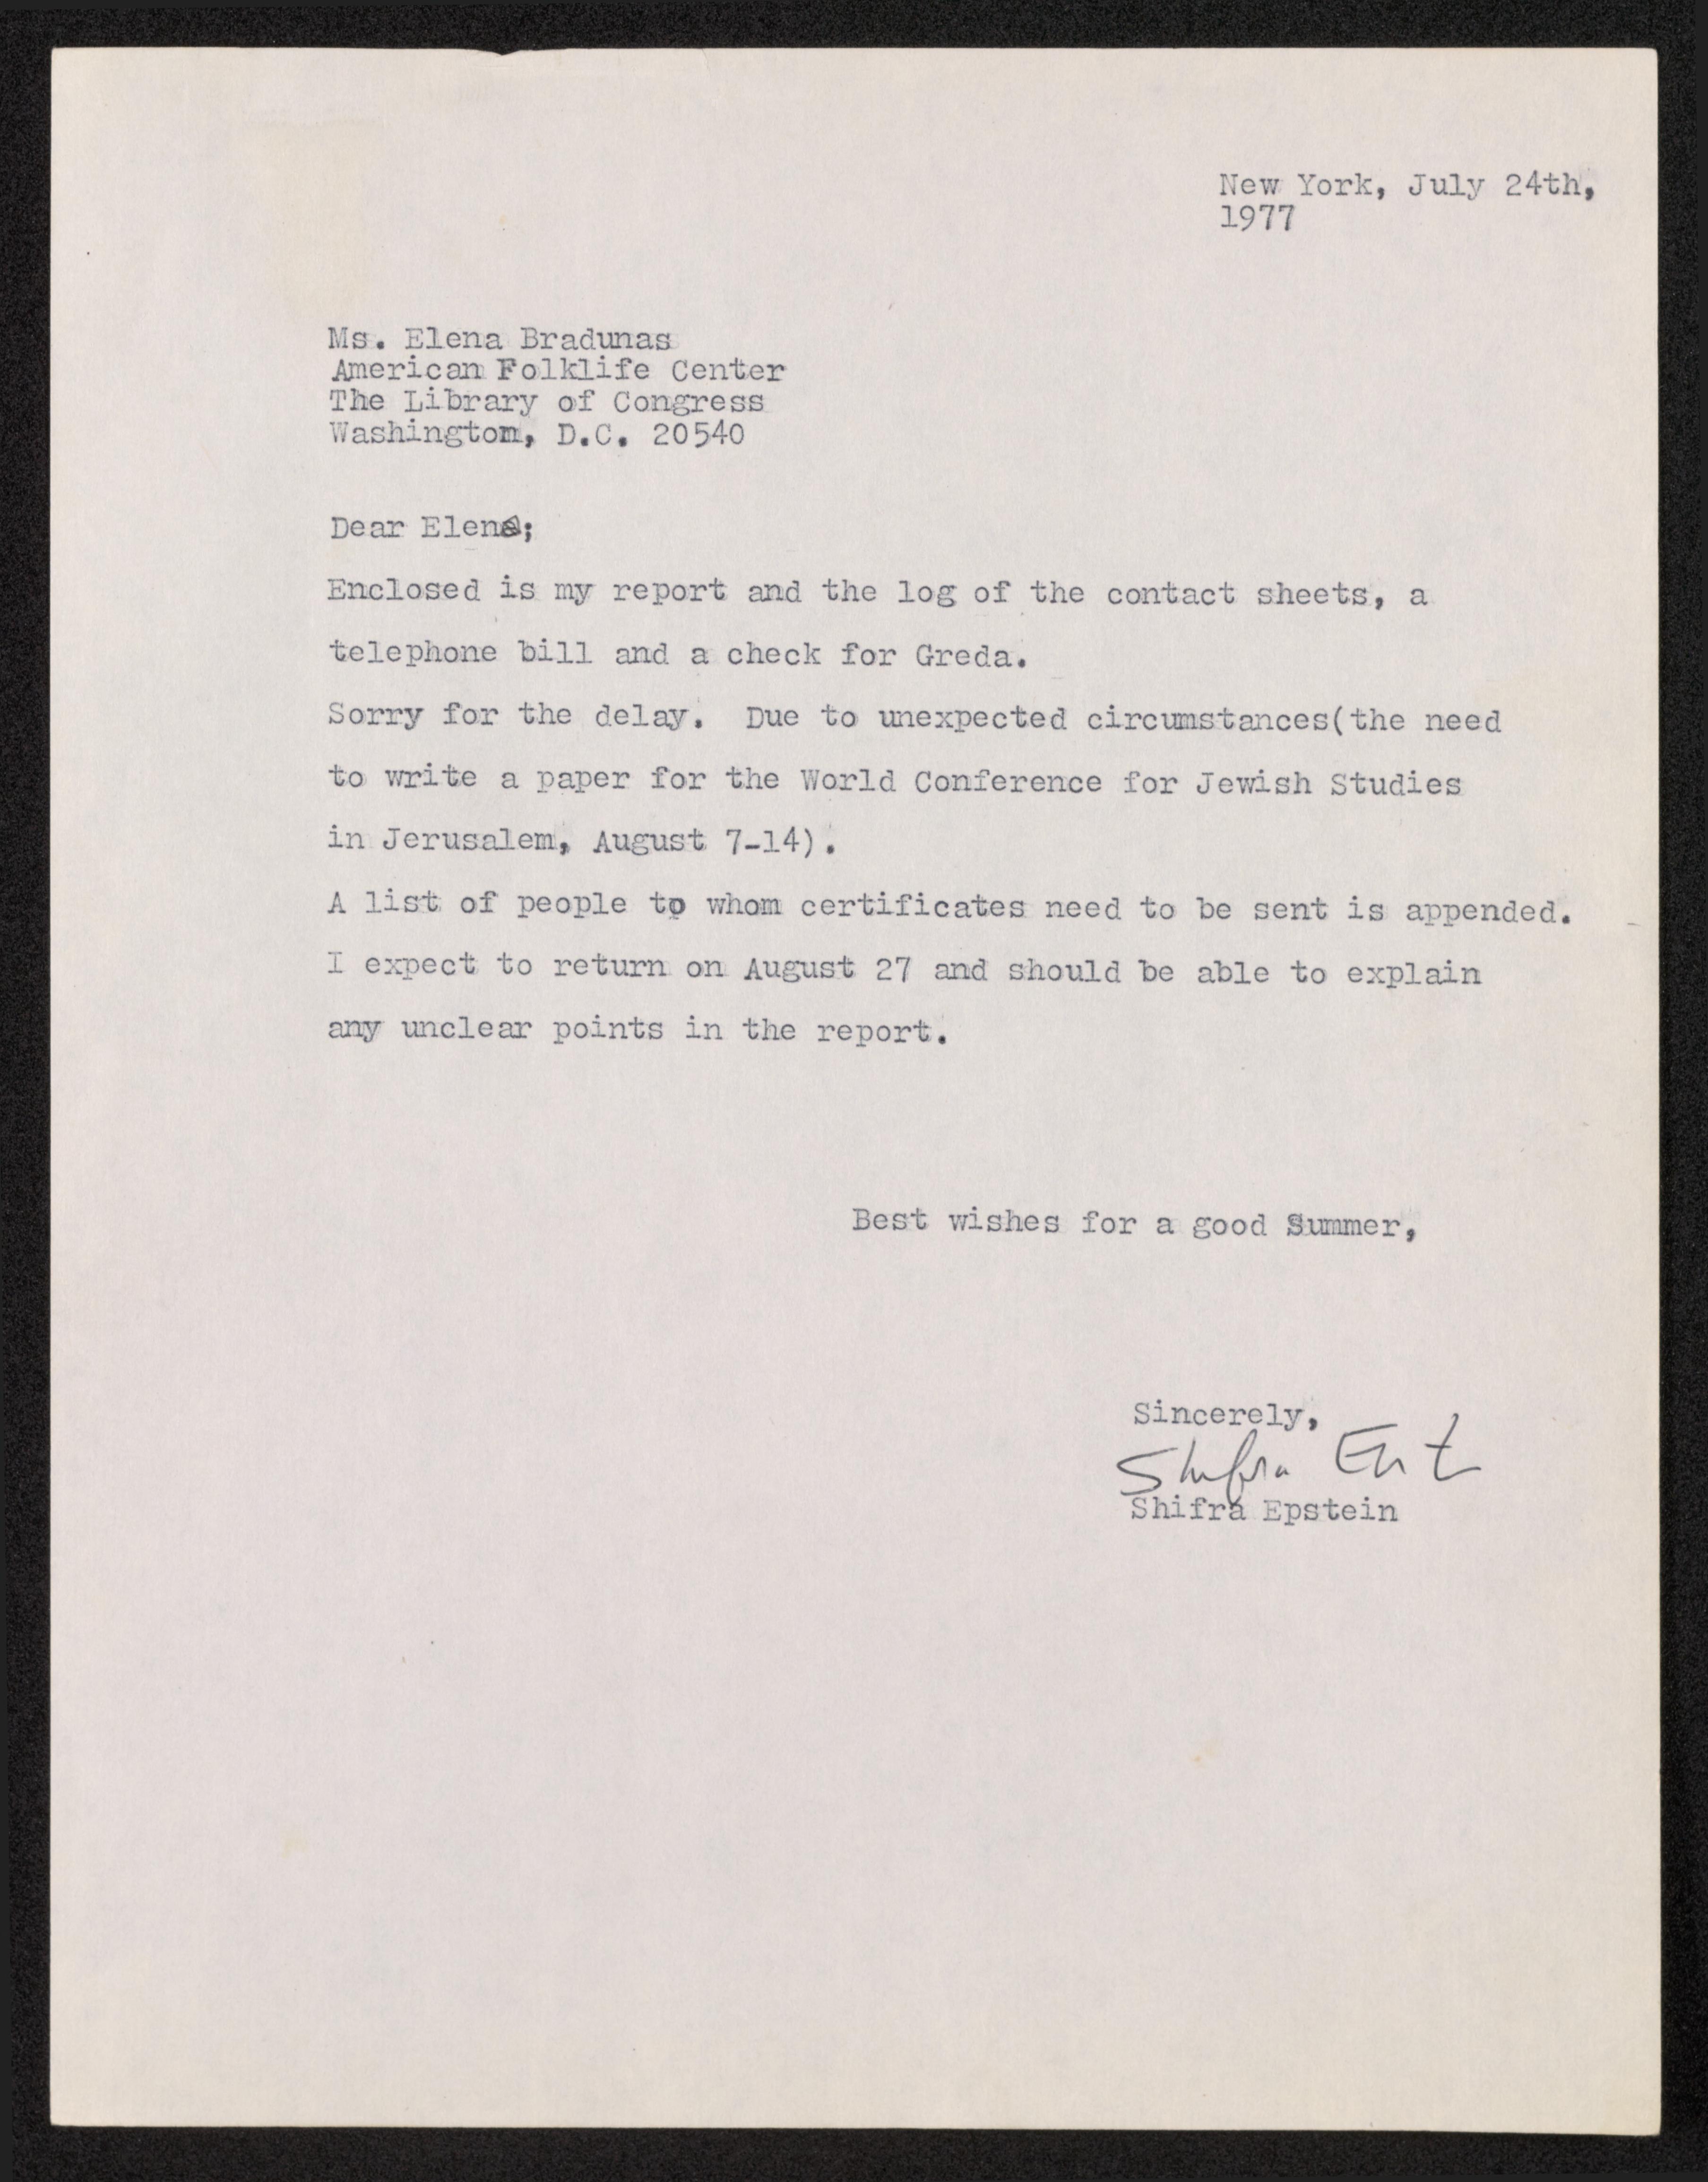 New York, July 24th,
1977
Ms. Elena Bradunas
American Folklife Center
The Library of Congress
Washington, D.C. 20540
Dear Elena;
Enclosed is my report and the log of the contact sheets, a
telephone bill and a check for Greda.
Sorry for the delay. Due to unexpected circumstances(the need
to write a paper for the World Conference for Jewish Studies
in Jerusalem, August 7-14).
A list of people to whom certificates need to be sent is appended.
I expect to return on August 27 and should be able to explain
any unclear points in the report.
Best wishes for a good Summer,
Sincerely,
Shifra
Shifra Epstein